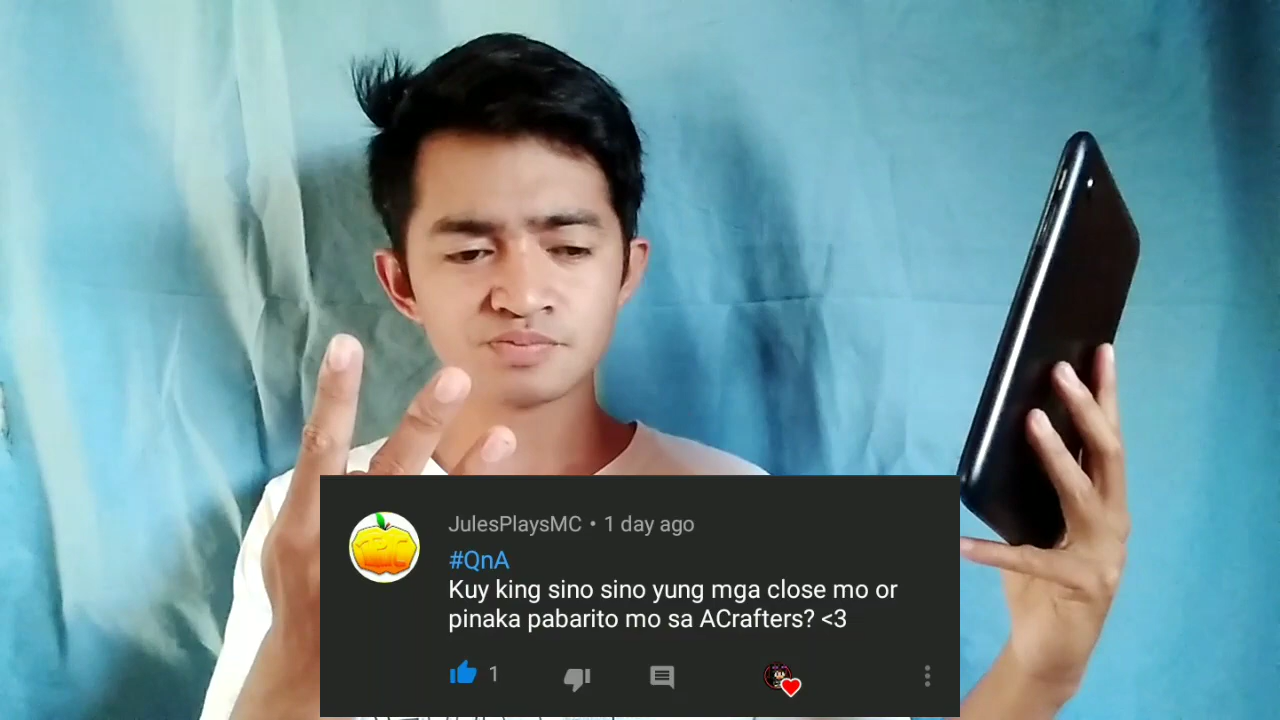 JulesPlaysMC • 1 day ago
#QnA
Kuy king sino sino yung mga close mo or
pinaka pabarito mo sa ACrafters? <3
1